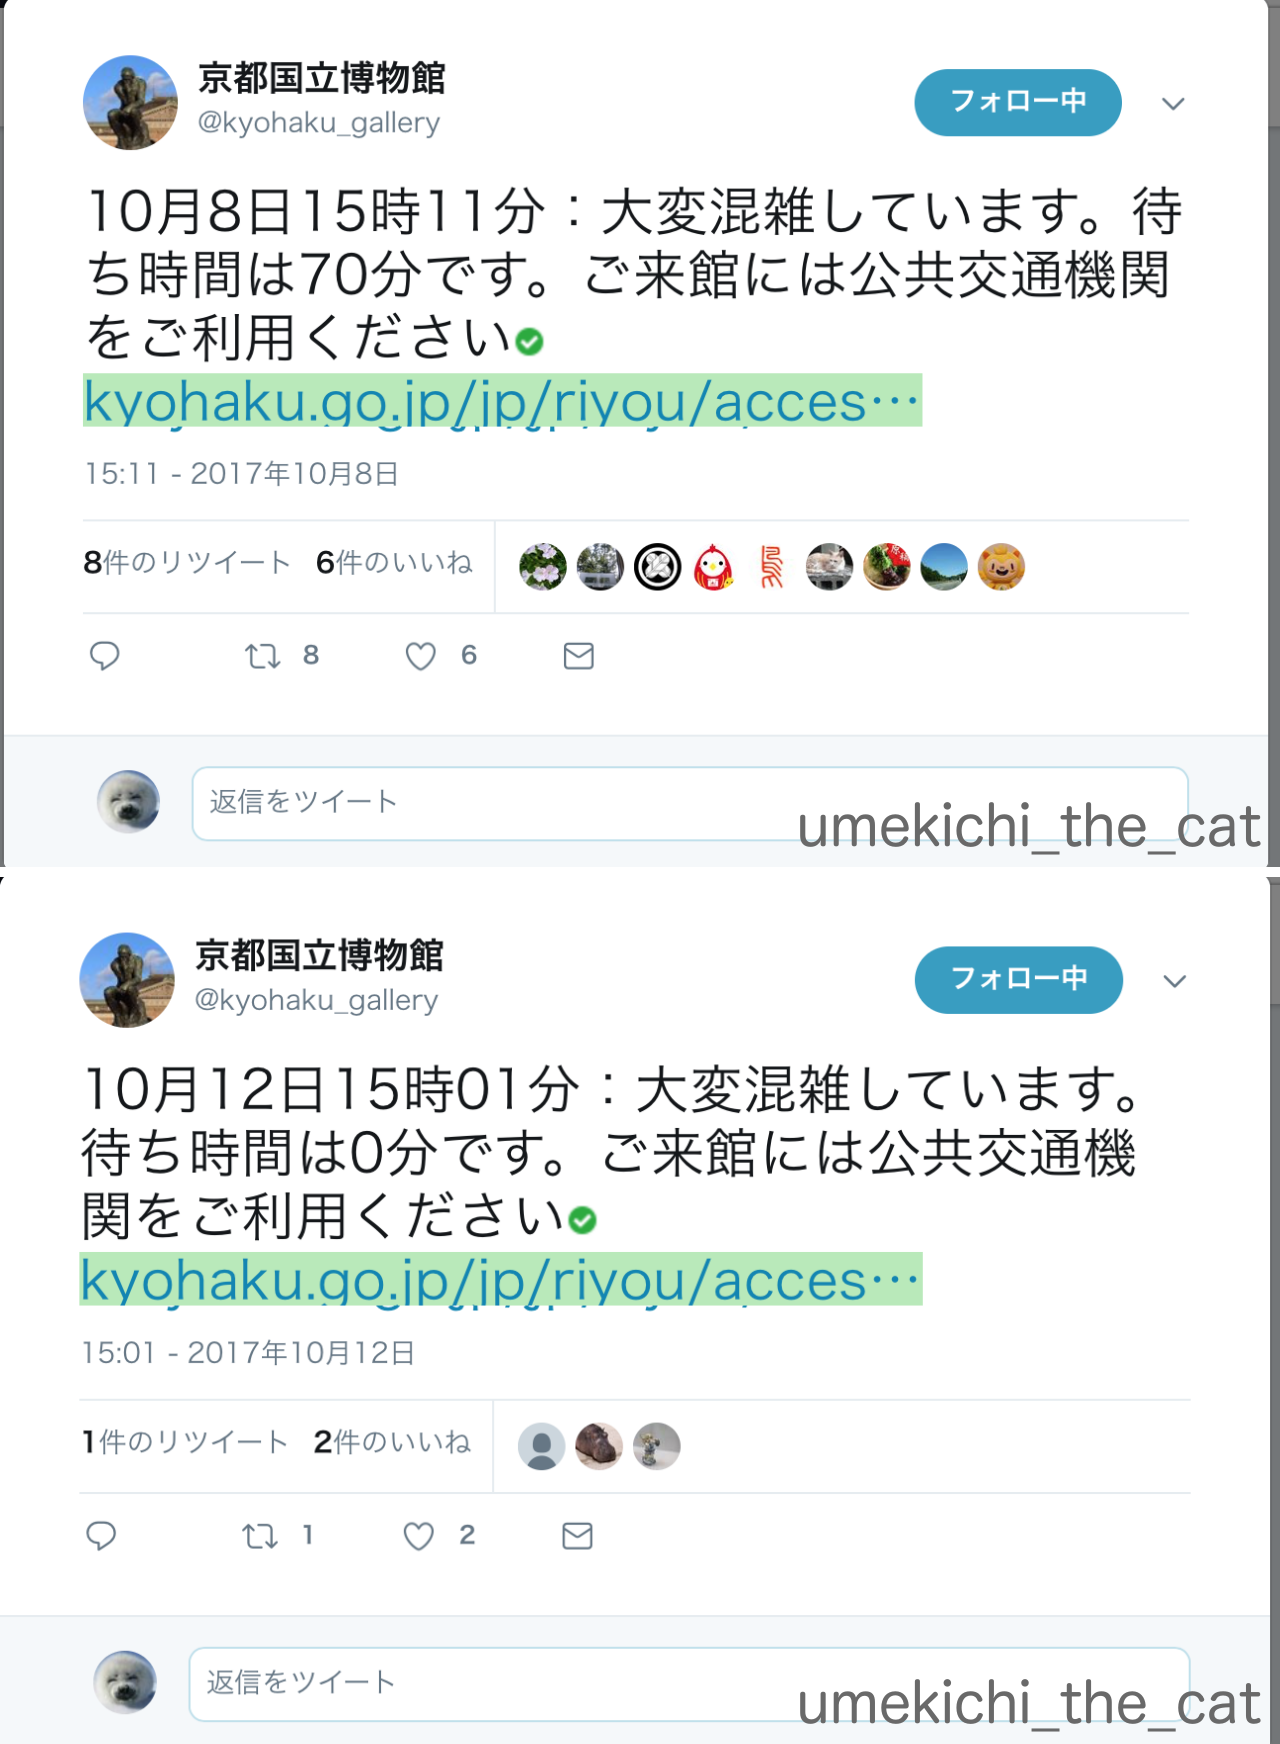 京都国立博物館
@kyohaku_gallery
フォロー中
10月8日15時11分：大変混雑しています。待
ち時間は70分です。ご来館には公共交通機関
をご利用ください
kyohaku.go.jp/jp/riyou/acces…
15:11 - 2017年10月8日
8件のリツイート 6件のいいね
8 6
返信をツイート
umekichi_the_cat
京都国立博物館
@kyohaku_gallery
フォロー中
10月12日15時01分：大変混雑しています。
待ち時間は0分です。ご来館には公共交通機
関をご利用ください
kyohaku.go.jp/jp/riyou/acces…
15:01 - 2017年10月12日
1件のリツイート 2件のいいね
1 2
返信をツイート
umekichi_the_cat